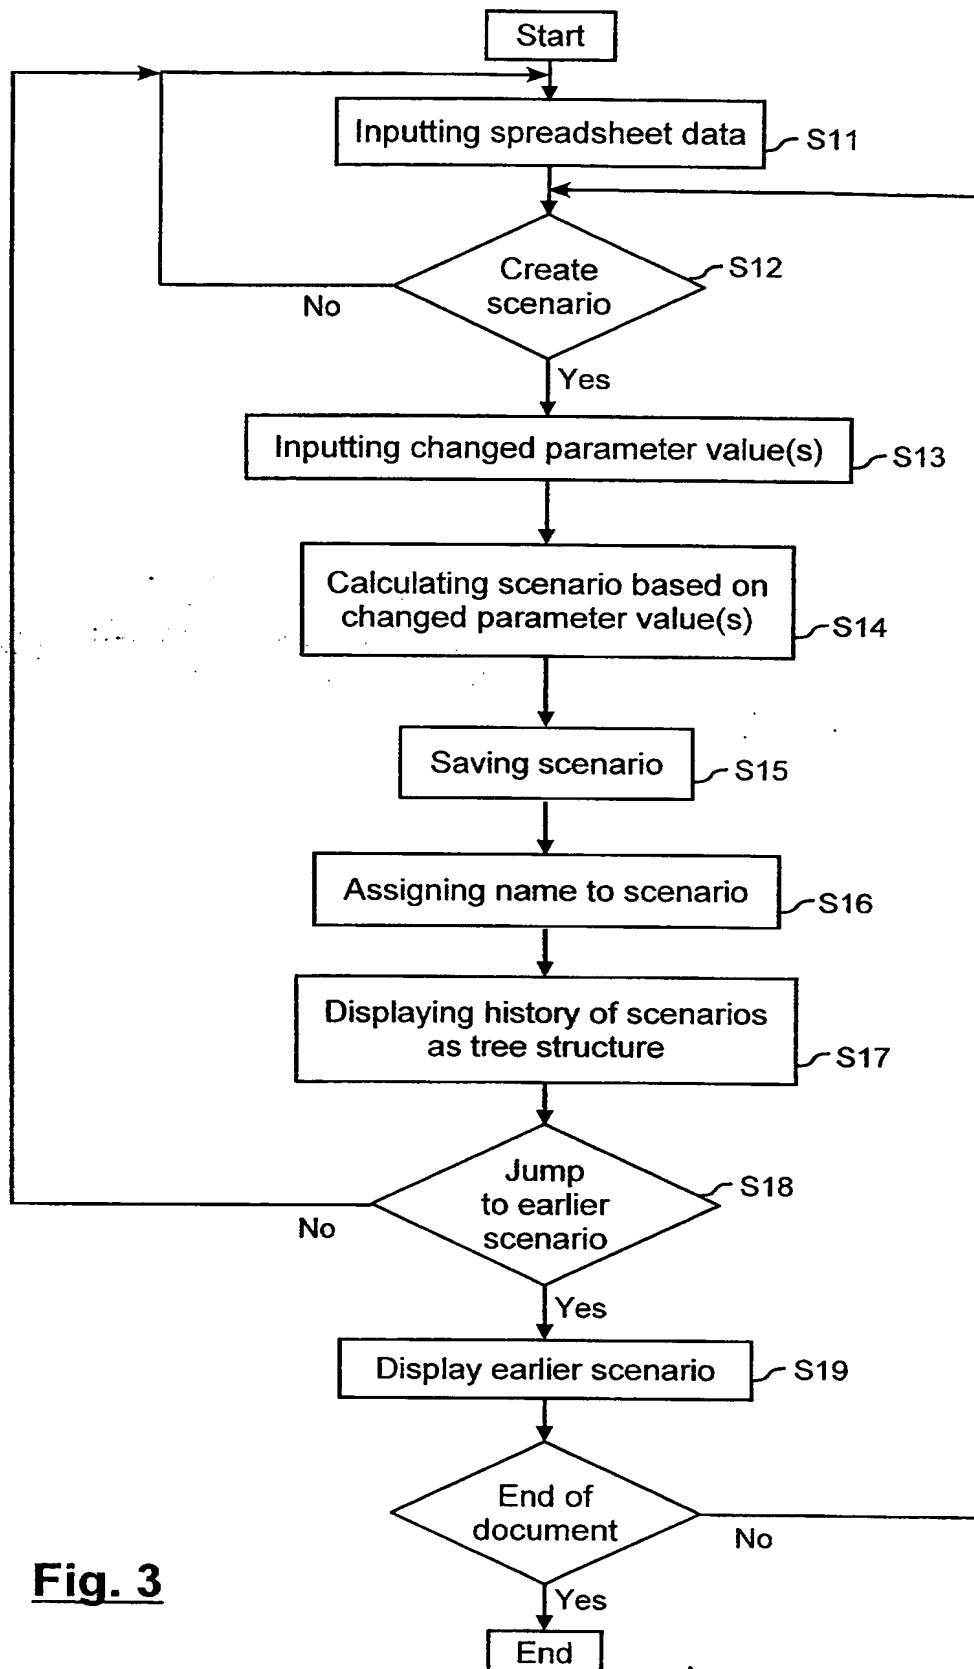 Start
Inputting spreadsheet data
S11
Create
scenario
S12
No
Yes
Inputting changed parameter value(s)
S13
Calculating scenario based on
changed parameter value(s)
S14
Saving scenario
S15
Assigning name to scenario
S16
Displaying history of scenarios
as tree structure
S17
Jump
to earlier
scenario
S18
No
Yes
Display earlier scenario
S19
End of
document
No
Yes
End
Fig. 3